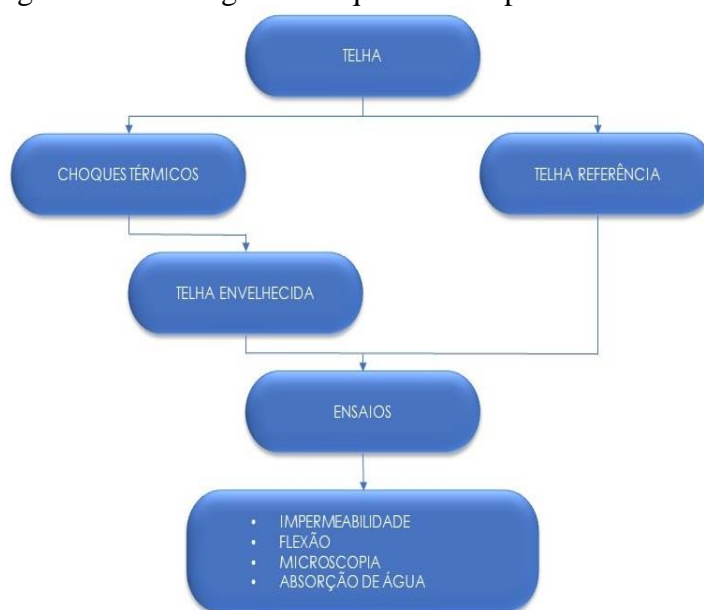 TELHA
CHOQUES TÉRMICOS
TELHA REFERÊNCIA
TELHA ENVELHECIDA
ENSAIOS
• IMPERMEABILIDADE
• FLEXÃO
• MICROSCOPIA
• ABSORÇÃO DE ÁGUA